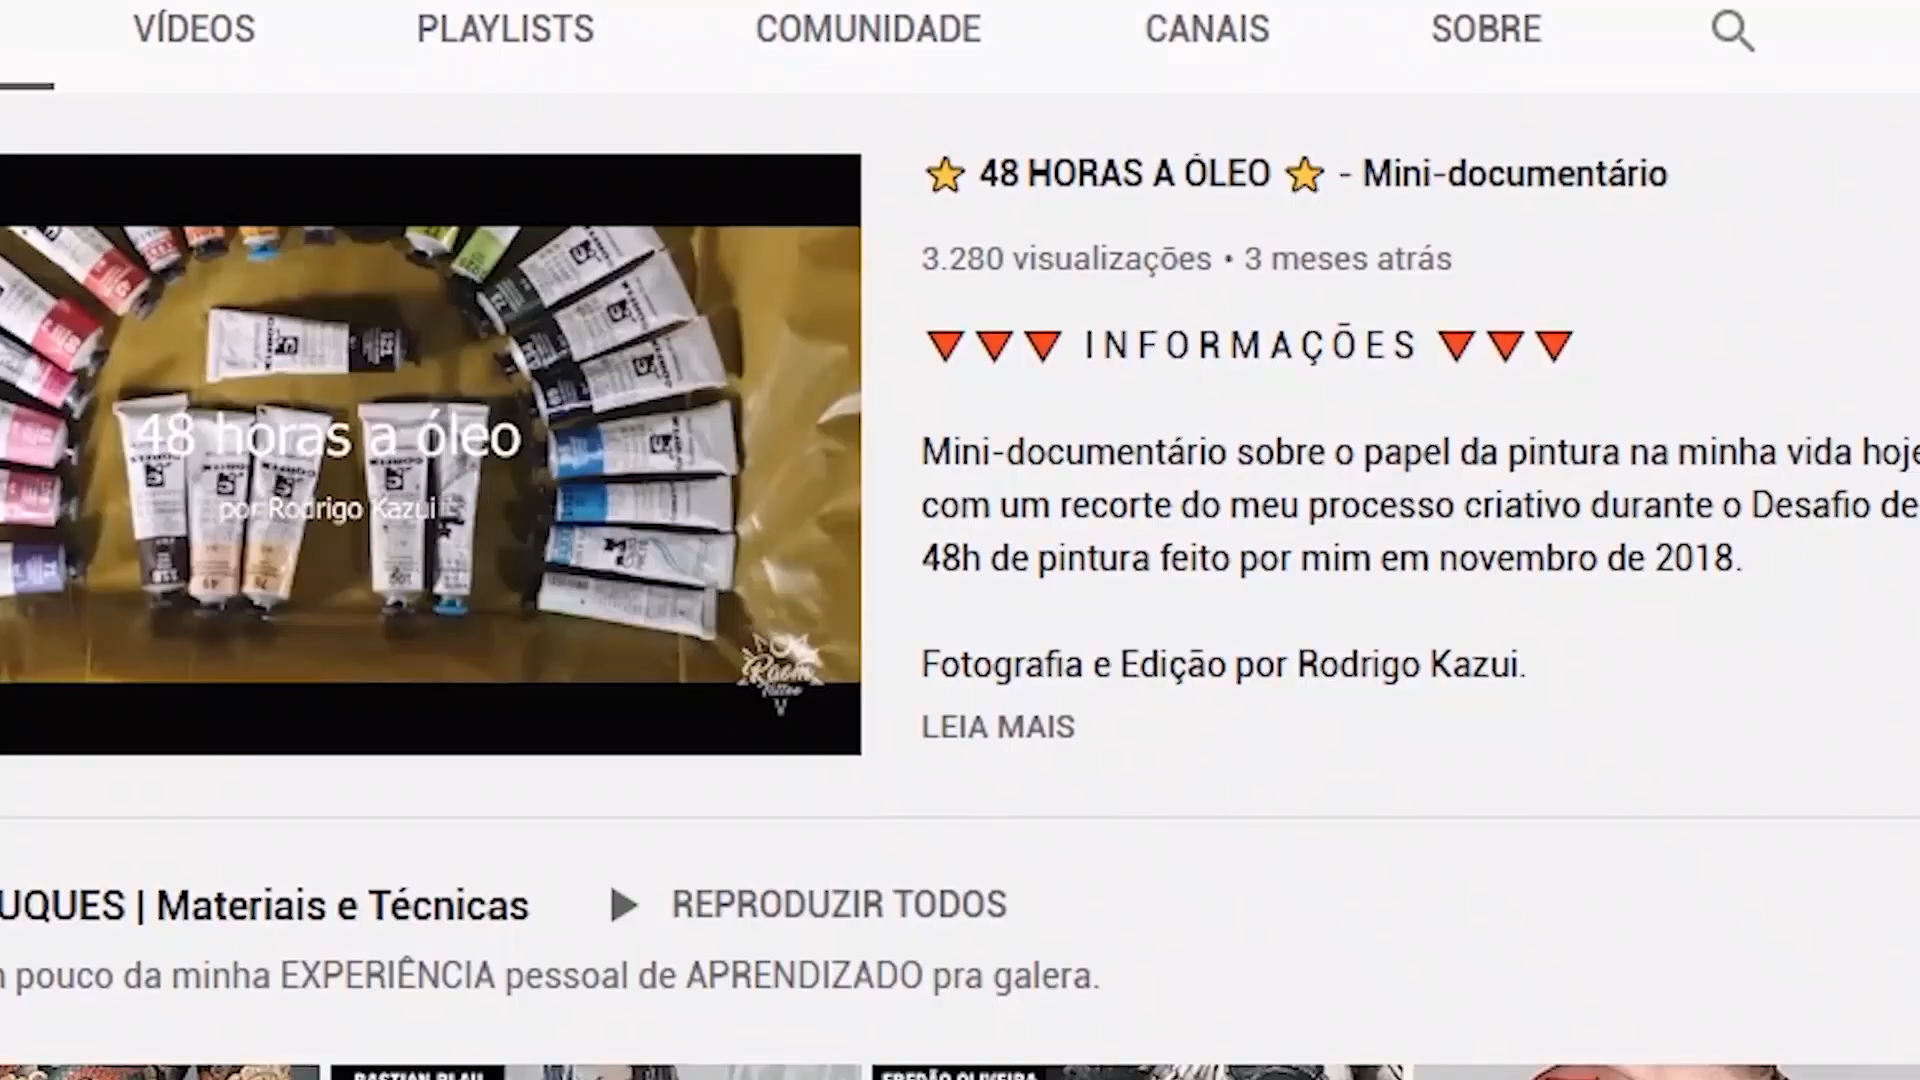 VÍDEOS PLAYLISTS COMUNIDADE CANAIS SOBRE
⭐ 48 HORAS A ÓLEO ⭐ - Mini-documentário
3.280 visualizações • 3 meses atrás
🔻🔻🔻 I N F O R M A Ç Õ E S 🔻🔻🔻
Mini-documentário sobre o papel da pintura na minha vida hoje
com um recorte do meu processo criativo durante o Desafio de
48h de pintura feito por mim em novembro de 2018.
Fotografia e Edição por Rodrigo Kazui.
LEIA MAIS
48 horas a óleo
por Rodrigo Kazui
UQUES | Materiais e Técnicas
REPRODUZIR TODOS
pouco da minha EXPERIÊNCIA pessoal de APRENDIZADO pra galera.